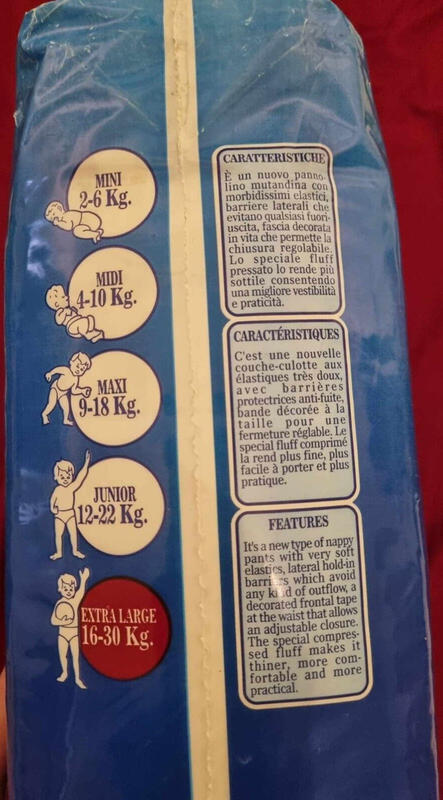 MINI
2-6 Kg.
MIDI
4-10 Kg.
MAXI
9-18 Kg.
JUNIOR
12-22 Kg.
EXTRA LARGE
16-30 Kg.
CARATTERISTICHE
È un nuovo panno-
lino mutandina con
morbidissimi elastici,
barriere laterali che
evitano qualsiasi fuori-
uscita, fascia decorata
in vita che permette la
chiusura regolabile.
Lo speciale fluff
pressato lo rende più
sottile consentendo
una migliore vestibilità
e praticità.
CARACTÉRISTIQUES
C'est une nouvelle
couche-culotte aux
élastiques très doux,
avec barrières
protectrices anti-fuite,
bande décorée à la
taille pour une
fermeture réglable. Le
special fluff comprimé
la rend plus fine, plus
facile à porter et plus
pratique.
FEATURES
It's a new type of nappy
pants with very soft
elastics, lateral hold-in
barriers which avoid
any kind of outflow, a
decorated frontal tape
at the waist that allows
an adjustable closure.
The special compres-
sed fluff makes it
thiner, more com-
fortable and more
practical.